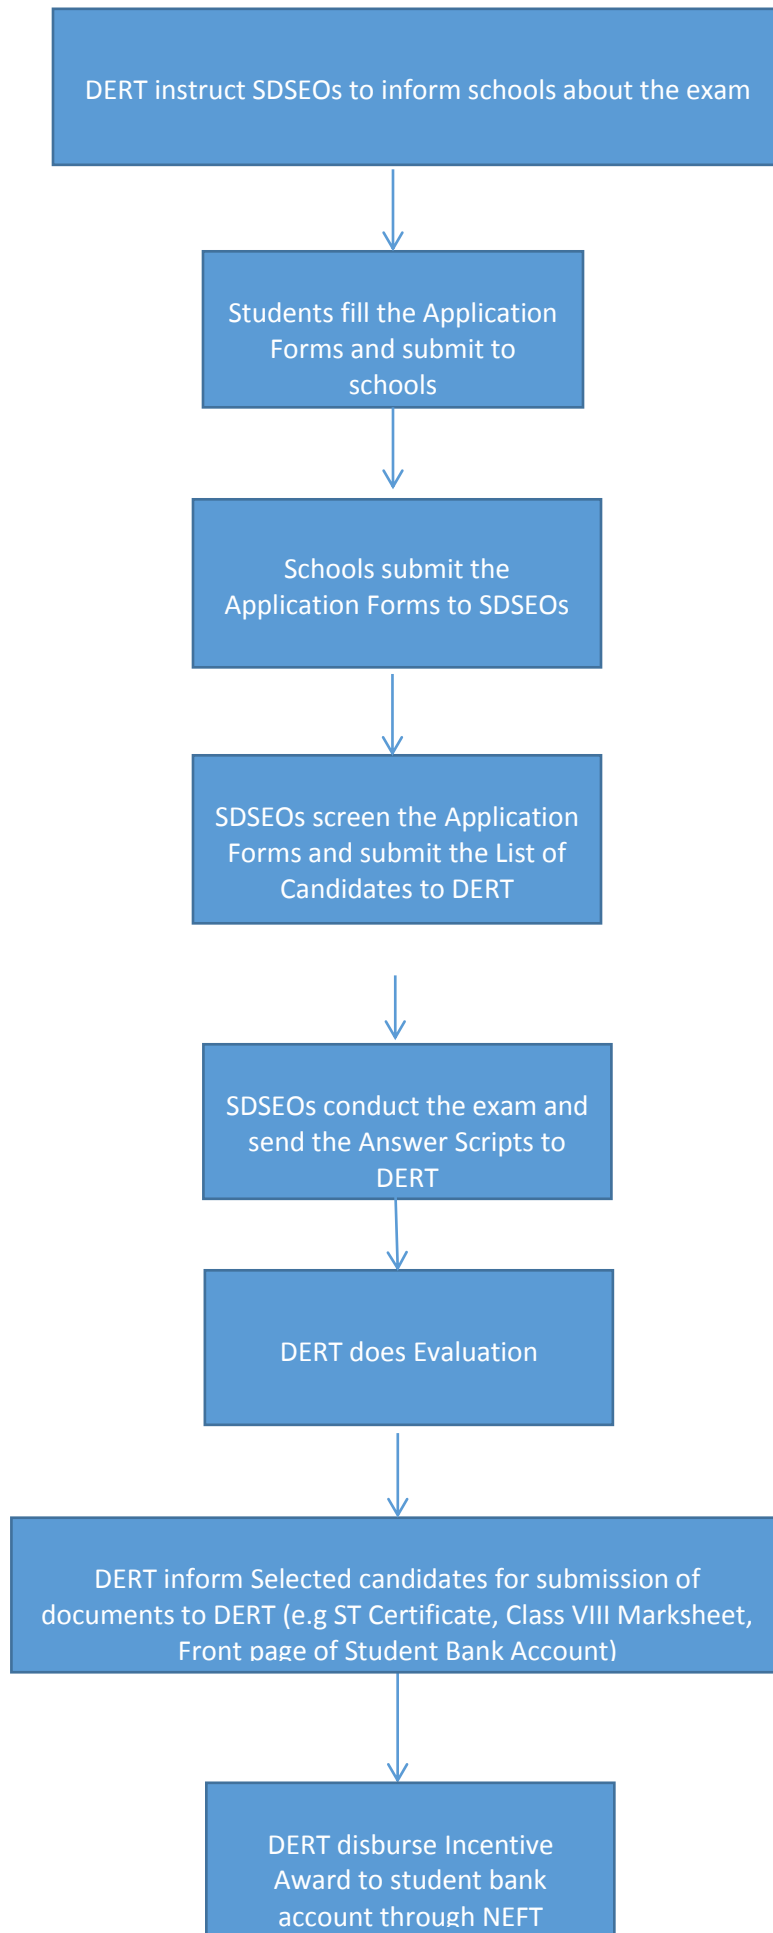 DERT instruct SDSEOs to inform schools about the exam
Students fill the Application
Forms and submit to
schools
Schools submit the
Application Forms to SDSEOs
SDSEOs screen the Application
Forms and submit the List of
Candidates to DERT
SDSEOs conduct the exam and
send the Answer Scripts to
DERT
DERT does Evaluation
DERT inform Selected candidates for submission of
documents to DERT (e.g ST Certificate, Class VIII Marksheet,
Front page of Student Bank Account)
DERT disburse Incentive
Award to student bank
account through NEFT